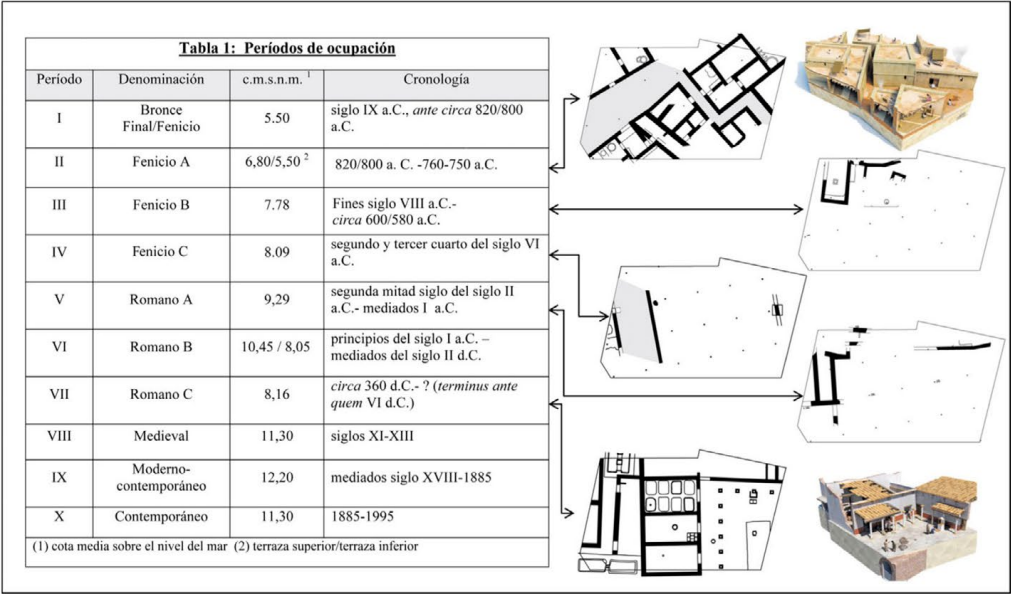 Tabla 1: Períodos de ocupación
Período Denominación c.m.s.n.m. 1 Cronología
I Bronce Final/Fenicio 5.50 siglo IX a.C., ante circa 820/800 a.C.
II Fenicio A 6,80/5,50 2 820/800 a. C. -760-750 a.C.
III Fenicio B 7.78 Fines siglo VIII a.C.- circa 600/580 a.C.
IV Fenicio C 8.09 segundo y tercer cuarto del siglo VI a.C.
V Romano A 9,29 segunda mitad siglo del siglo II a.C.- mediados I a.C.
VI Romano B 10,45 / 8,05 principios del siglo I a.C. – mediados del siglo II d.C.
VII Romano C 8,16 circa 360 d.C.- ? (terminus ante quem VI d.C.)
VIII Medieval 11,30 siglos XI-XIII
IX Moderno-contemporáneo 12,20 mediados siglo XVIII-1885
X Contemporáneo 11,30 1885-1995
(1) cota media sobre el nivel del mar (2) terraza superior/terraza inferior